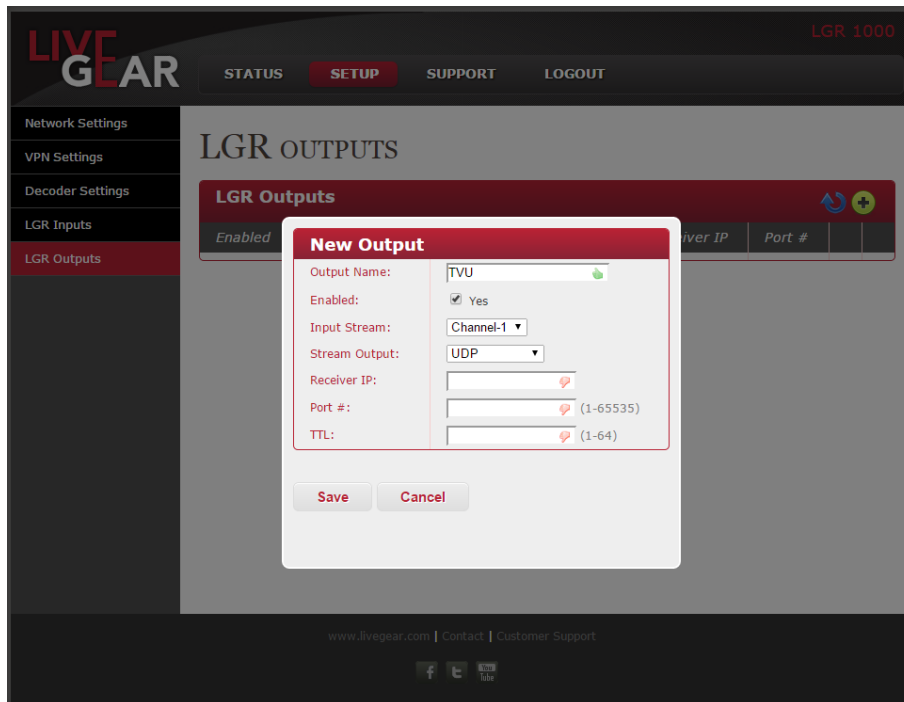 LIVE
GEAR
LGR 1000
STATUS
SETUP
SUPPORT
LOGOUT
Network Settings
VPN Settings
Decoder Settings
LGR Inputs
LGR Outputs
LGR OUTPUTS
LGR Outputs
Enabled
iver IP
Port #
New Output
Output Name: TVU
Enabled: Yes
Input Stream: Channel-1
Stream Output: UDP
Receiver IP:
Port #: (1-65535)
TTL: (1-64)
Save
Cancel
www.livegear.com | Contact | Customer Support
You
Tube